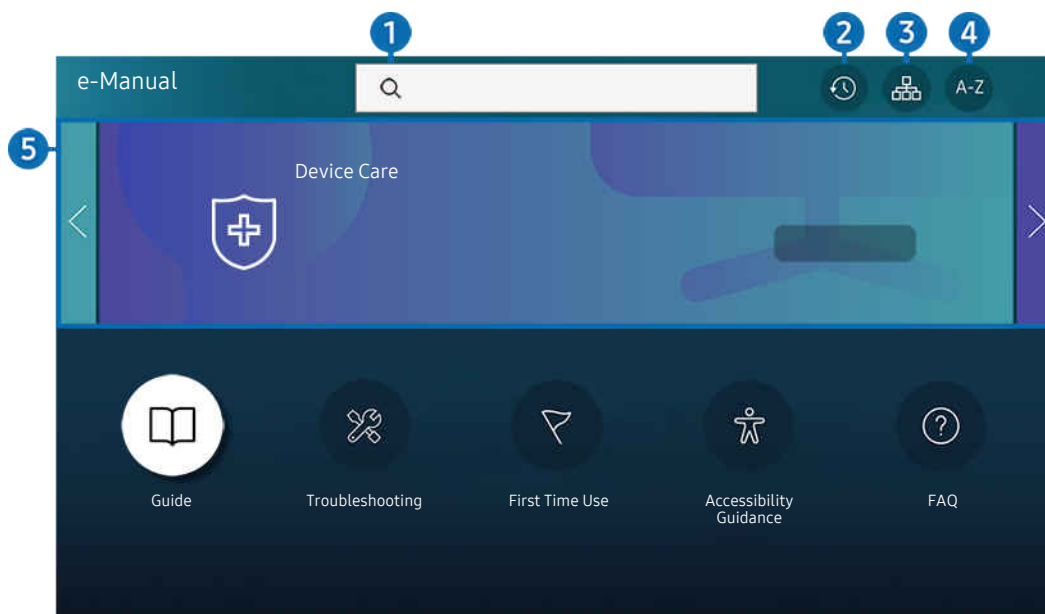 1
2
3
4
e-Manual
A-Z
5
Device Care
Guide
Troubleshooting
First Time Use
Accessibility
Guidance
FAQ